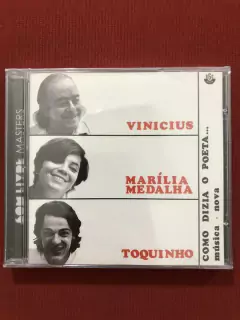 SOM LIVRE MASTERS
VINICIUS
MARÍLIA
MEDALHA
TOQUINHO
COMO DIZIA O POETA...
música · nova